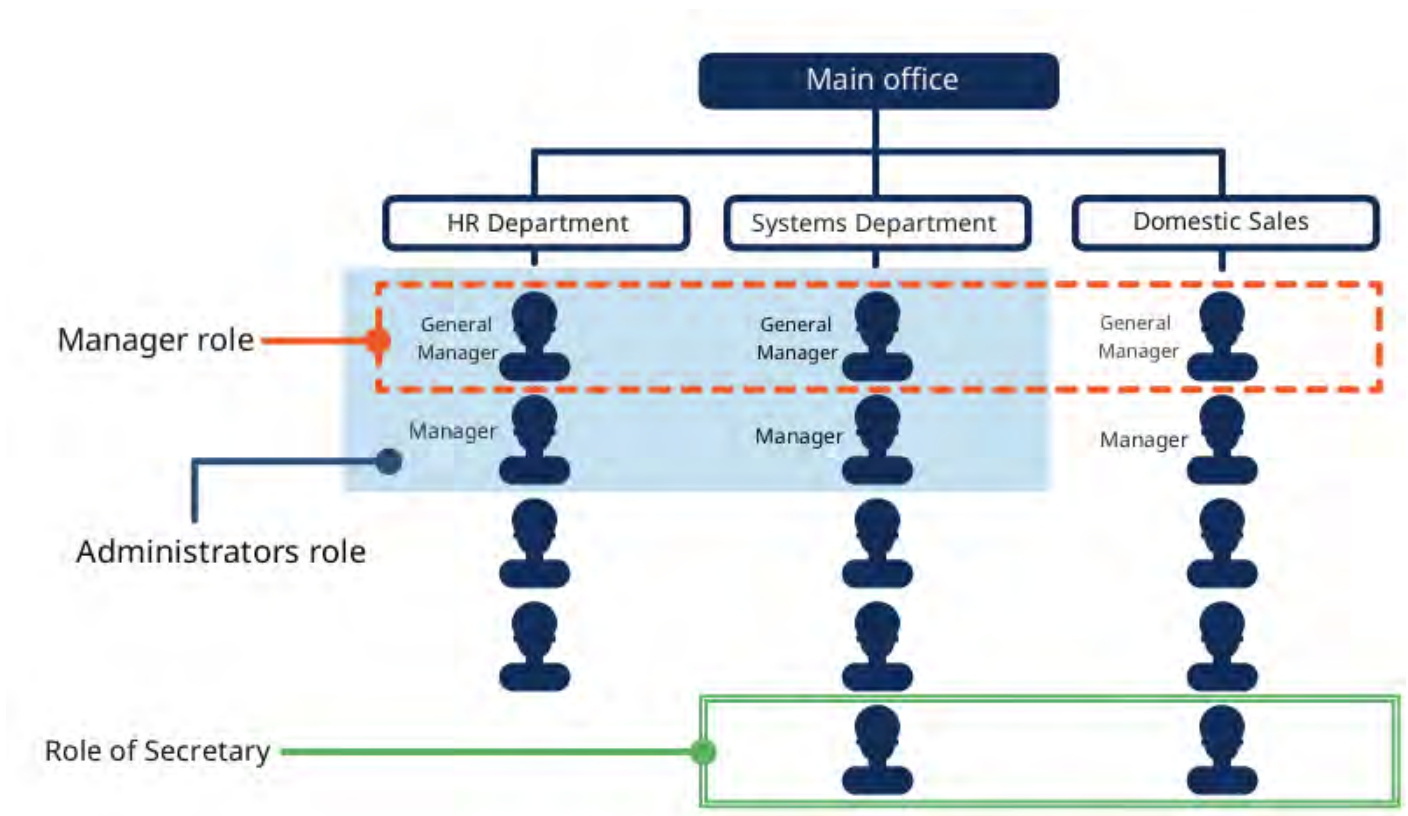 Main office
HR Department
Systems Department
Domestic Sales
Manager role
General
Manager
General
Manager
General
Manager
Manager
Manager
Manager
Administrators role
Role of Secretary